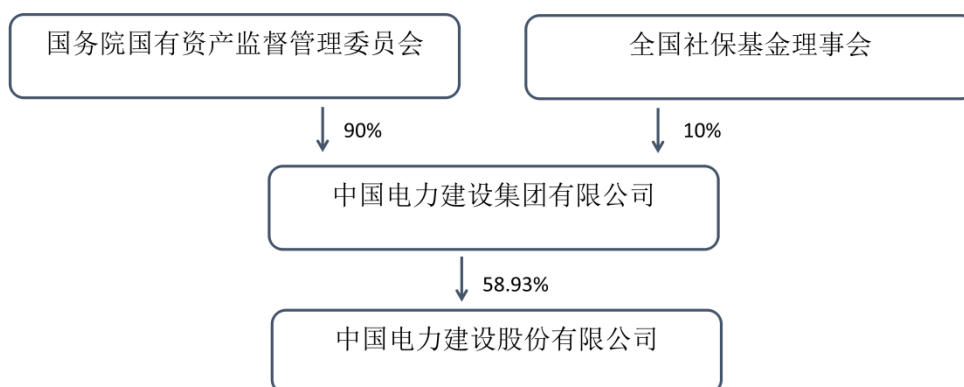 国务院国有资产监督管理委员会
全国社保基金理事会
90%
10%
中国电力建设集团有限公司
58.93%
中国电力建设股份有限公司